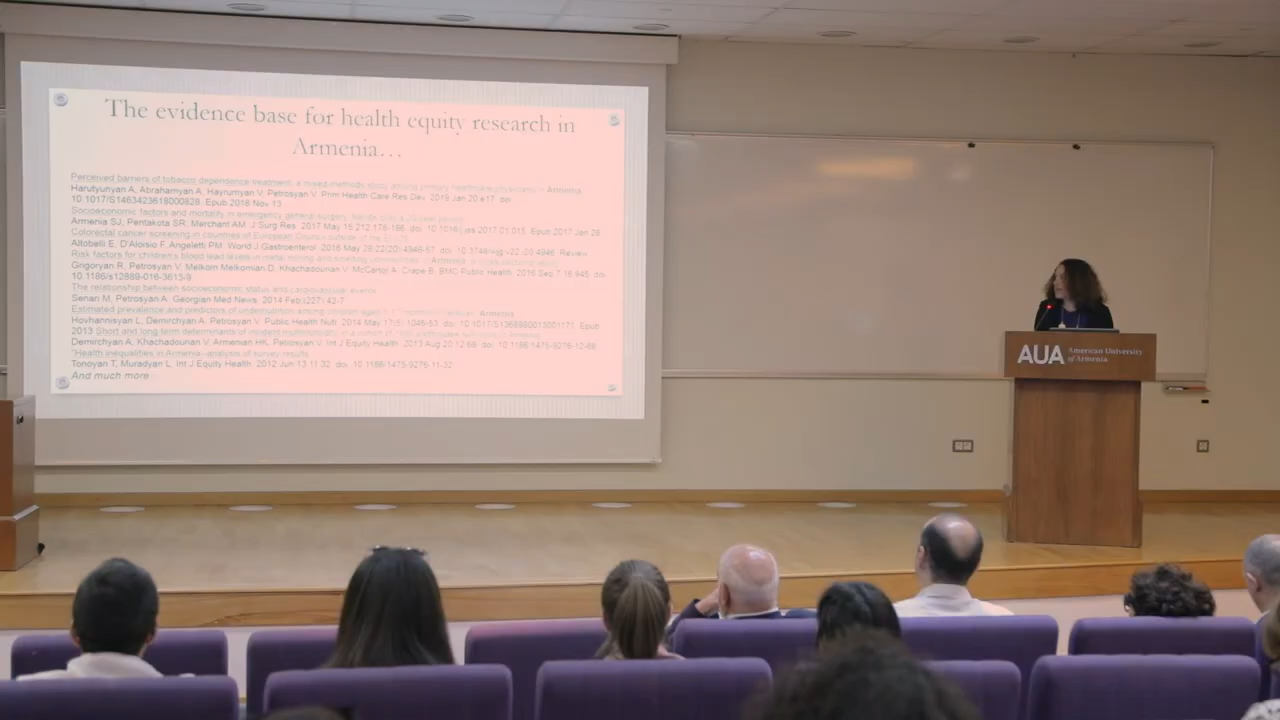 The evidence base for health equity research in
Armenia…
Perceived barriers of tobacco dependence treatment: a mixed-methods study among primary healthcare physicians in Armenia
Harutyunyan A, Abrahamyan A, Hayrumyan V, Petrosyan V. Prim Health Care Res Dev. 2019 Jan 20:e17. doi:
10.1017/S1463423618000828. Epub 2018 Nov 13
Socioeconomic factors and mortality in emergency general surgery: trends over a 20-year period
Armenia SJ, Pentakota SR, Merchant AM. J Surg Res. 2017 May 15;212:178-186. doi: 10.1016/j.jss.2017.01.015. Epub 2017 Jan 26
Colorectal cancer screening in countries of European Council outside of the EU-28
Altobelli E, D'Aloisio F, Angeletti PM. World J Gastroenterol. 2016 May 28;22(20):4946-57. doi: 10.3748/wjg.v22.i20.4946. Review
Risk factors for children's blood lead levels in metal mining and smelting communities in Armenia: a cross-sectional study
Grigoryan R, Petrosyan V, Melkom Melkomian D, Khachadourian V, McCartor A, Crape B. BMC Public Health. 2016 Sep 7;16:945. doi:
10.1186/s12889-016-3613-9
The relationship between socioeconomic status and cardiovascular events
Senan M, Petrosyan A. Georgian Med News. 2014 Feb;(227): 42-7
Estimated prevalence and predictors of undernutrition among children aged Armenia
Hovhannisyan L, Demirchyan A, Petrosyan V. Public Health Nutr. 2014 May;17(5): 1046-53. doi: 10.1017/S1368980013001171. Epub
2013 Short and long term determinants of incident multimorbidity in a cohort of
Demirchyan A, Khachadourian V, Armenian HK, Petrosyan V. Int J Equity Health. 2013 Aug 20;12:68. doi: 10.1186/1475-9276-12-68
"Health inequalities in Armenia--analysis of survey results
Tonoyan T, Muradyan L. Int J Equity Health. 2012 Jun 13;11:32. doi: 10.1186/1475-9276-11-32
And much more
AUA American University
of Armenia